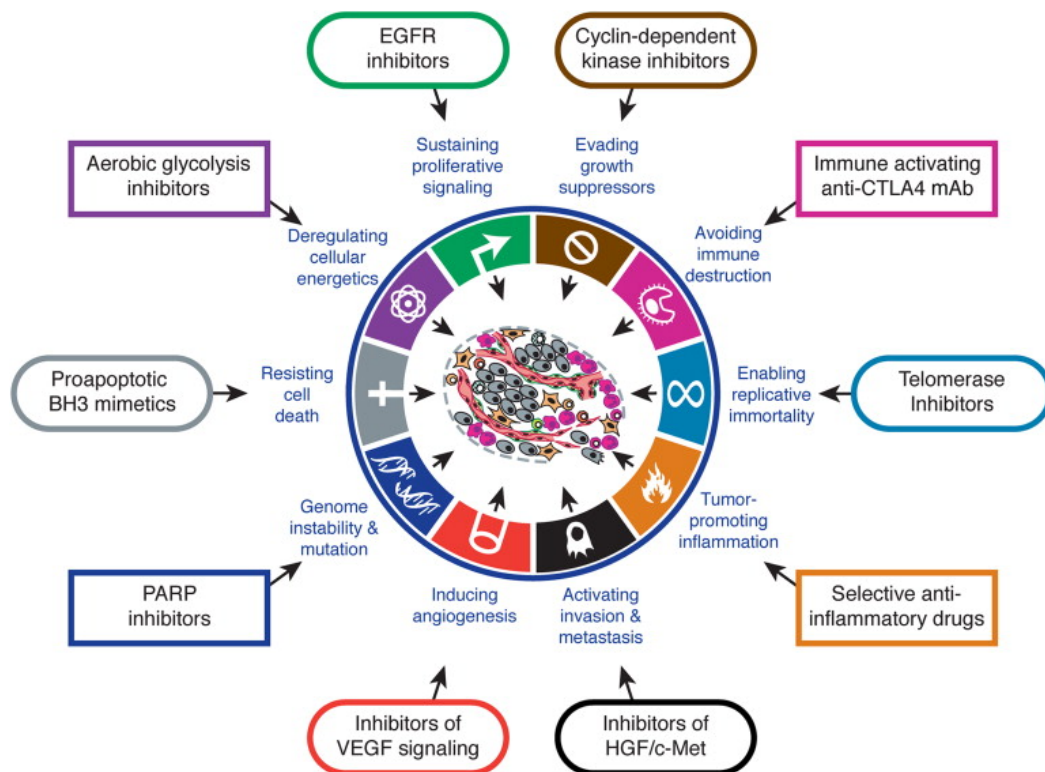 EGFR
inhibitors
Cyclin-dependent
kinase inhibitors
Sustaining
proliferative
signaling
Evading
growth
suppressors
Aerobic glycolysis
inhibitors
Immune activating
anti-CTLA4 mAb
Deregulating
cellular
energetics
Avoiding
immune
destruction
Proapoptotic
BH3 mimetics
Resisting
cell
death
Enabling
replicative
immortality
Telomerase
Inhibitors
Genome
instability &
mutation
Tumor-
promoting
inflammation
PARP
inhibitors
Inducing
angiogenesis
Activating
invasion &
metastasis
Selective anti-
inflammatory drugs
Inhibitors of
VEGF signaling
Inhibitors of
HGF/c-Met